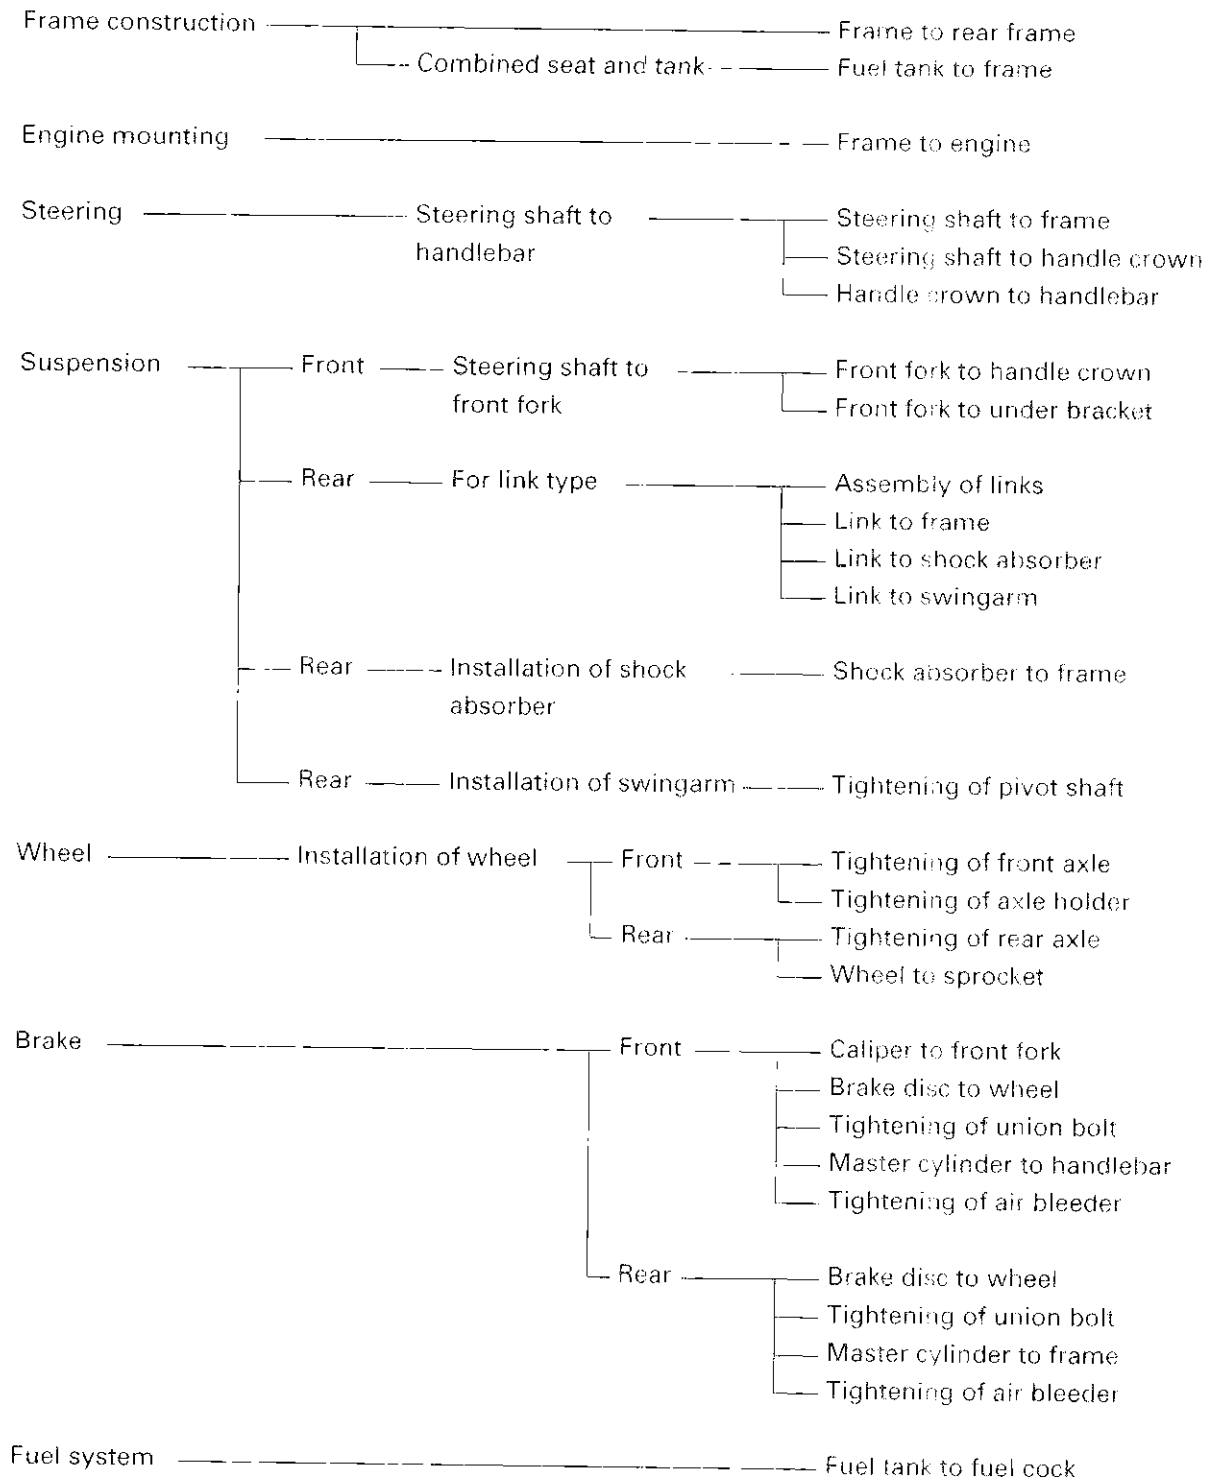 Frame construction
Frame to rear frame
Combined seat and tank
Fuel tank to frame
Engine mounting
Frame to engine
Steering
Steering shaft to
handlebar
Steering shaft to frame
Steering shaft to handle crown
Handle crown to handlebar
Suspension
Front
Steering shaft to
front fork
Front fork to handle crown
Front fork to under bracket
Rear
For link type
Assembly of links
Link to frame
Link to shock absorber
Link to swingarm
Rear
Installation of shock
absorber
Shock absorber to frame
Rear
Installation of swingarm
Tightening of pivot shaft
Wheel
Installation of wheel
Front
Tightening of front axle
Tightening of axle holder
Rear
Tightening of rear axle
Wheel to sprocket
Brake
Front
Caliper to front fork
Brake disc to wheel
Tightening of union bolt
Master cylinder to handlebar
Tightening of air bleeder
Rear
Brake disc to wheel
Tightening of union bolt
Master cylinder to frame
Tightening of air bleeder
Fuel system
Fuel tank to fuel cock